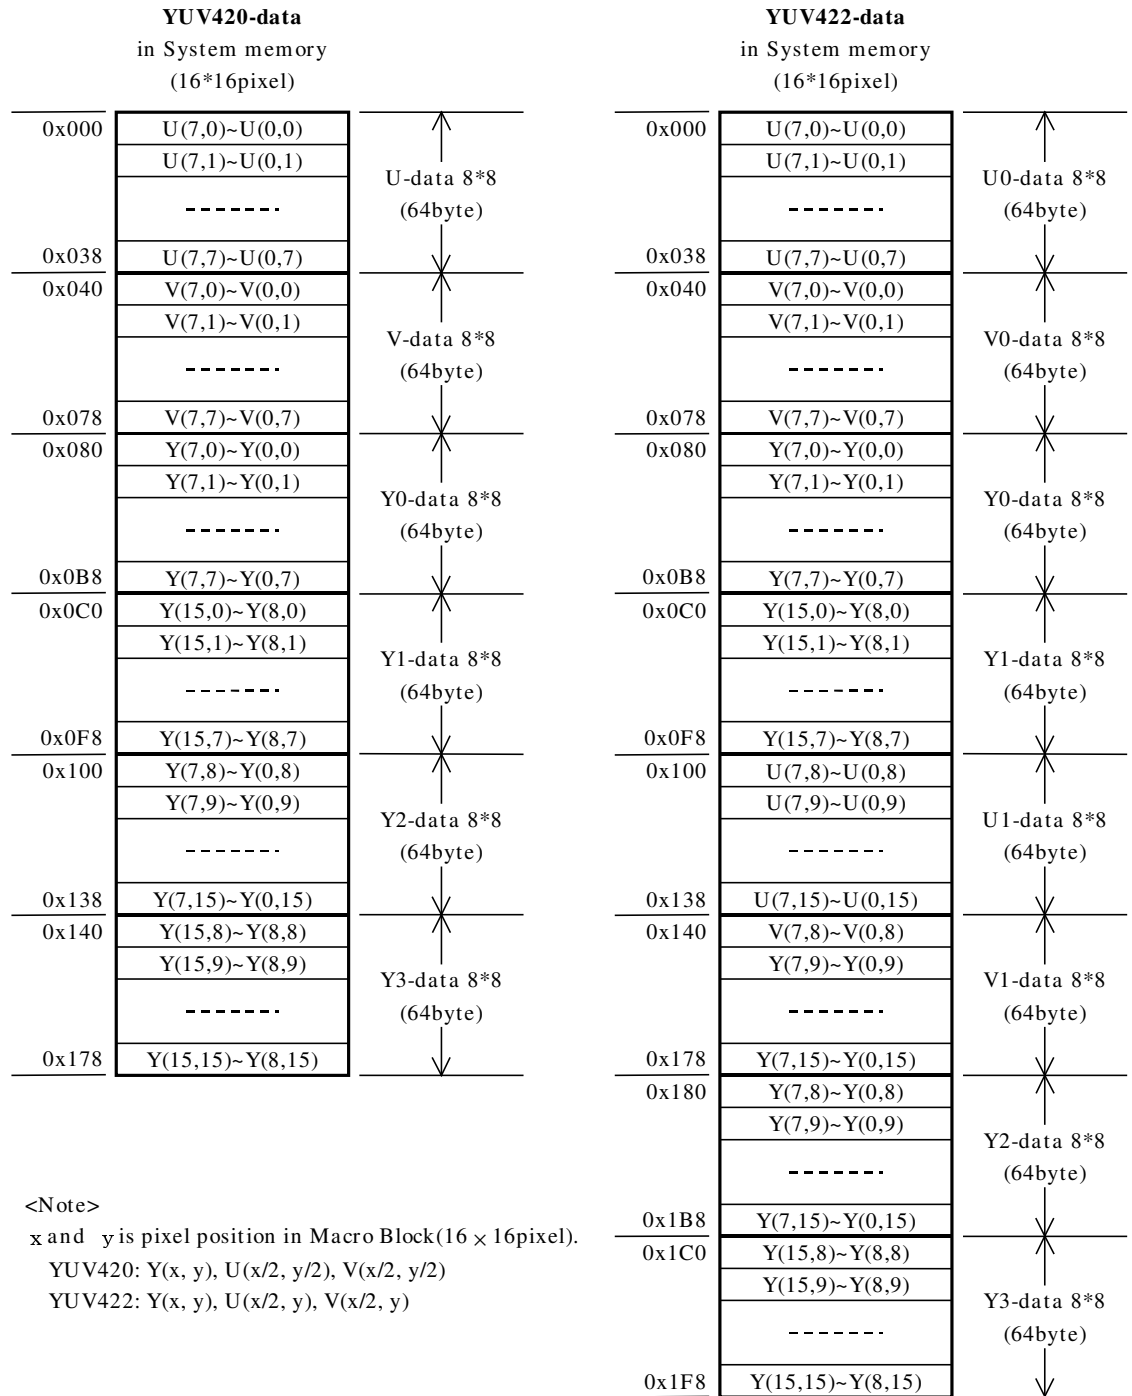 YUV420-data
in System memory
(16*16pixel)
0x000 U(7,0)~U(0,0)
U(7,1)~U(0,1)
U-data 8*8
(64byte)
0x038 U(7,7)~U(0,7)
0x040 V(7,0)~V(0,0)
V(7,1)~V(0,1)
V-data 8*8
(64byte)
0x078 V(7,7)~V(0,7)
0x080 Y(7,0)~Y(0,0)
Y(7,1)~Y(0,1)
Y0-data 8*8
(64byte)
0x0B8 Y(7,7)~Y(0,7)
0x0C0 Y(15,0)~Y(8,0)
Y(15,1)~Y(8,1)
Y1-data 8*8
(64byte)
0x0F8 Y(15,7)~Y(8,7)
0x100 Y(7,8)~Y(0,8)
Y(7,9)~Y(0,9)
Y2-data 8*8
(64byte)
0x138 Y(7,15)~Y(0,15)
0x140 Y(15,8)~Y(8,8)
Y(15,9)~Y(8,9)
Y3-data 8*8
(64byte)
0x178 Y(15,15)~Y(8,15)
YUV422-data
in System memory
(16*16pixel)
0x000 U(7,0)~U(0,0)
U(7,1)~U(0,1)
U0-data 8*8
(64byte)
0x038 U(7,7)~U(0,7)
0x040 V(7,0)~V(0,0)
V(7,1)~V(0,1)
V0-data 8*8
(64byte)
0x078 V(7,7)~V(0,7)
0x080 Y(7,0)~Y(0,0)
Y(7,1)~Y(0,1)
Y0-data 8*8
(64byte)
0x0B8 Y(7,7)~Y(0,7)
0x0C0 Y(15,0)~Y(8,0)
Y(15,1)~Y(8,1)
Y1-data 8*8
(64byte)
0x0F8 Y(15,7)~Y(8,7)
0x100 U(7,8)~U(0,8)
U(7,9)~U(0,9)
U1-data 8*8
(64byte)
0x138 U(7,15)~U(0,15)
0x140 V(7,8)~V(0,8)
Y(7,9)~Y(0,9)
V1-data 8*8
(64byte)
0x178 Y(7,15)~Y(0,15)
0x180 Y(7,8)~Y(0,8)
Y(7,9)~Y(0,9)
Y2-data 8*8
(64byte)
0x1B8 Y(7,15)~Y(0,15)
0x1C0 Y(15,8)~Y(8,8)
Y(15,9)~Y(8,9)
Y3-data 8*8
(64byte)
0x1F8 Y(15,15)~Y(8,15)
<Note>
x and y is pixel position in Macro Block(16 × 16pixel).
YUV420: Y(x, y), U(x/2, y/2), V(x/2, y/2)
YUV422: Y(x, y), U(x/2, y), V(x/2, y)